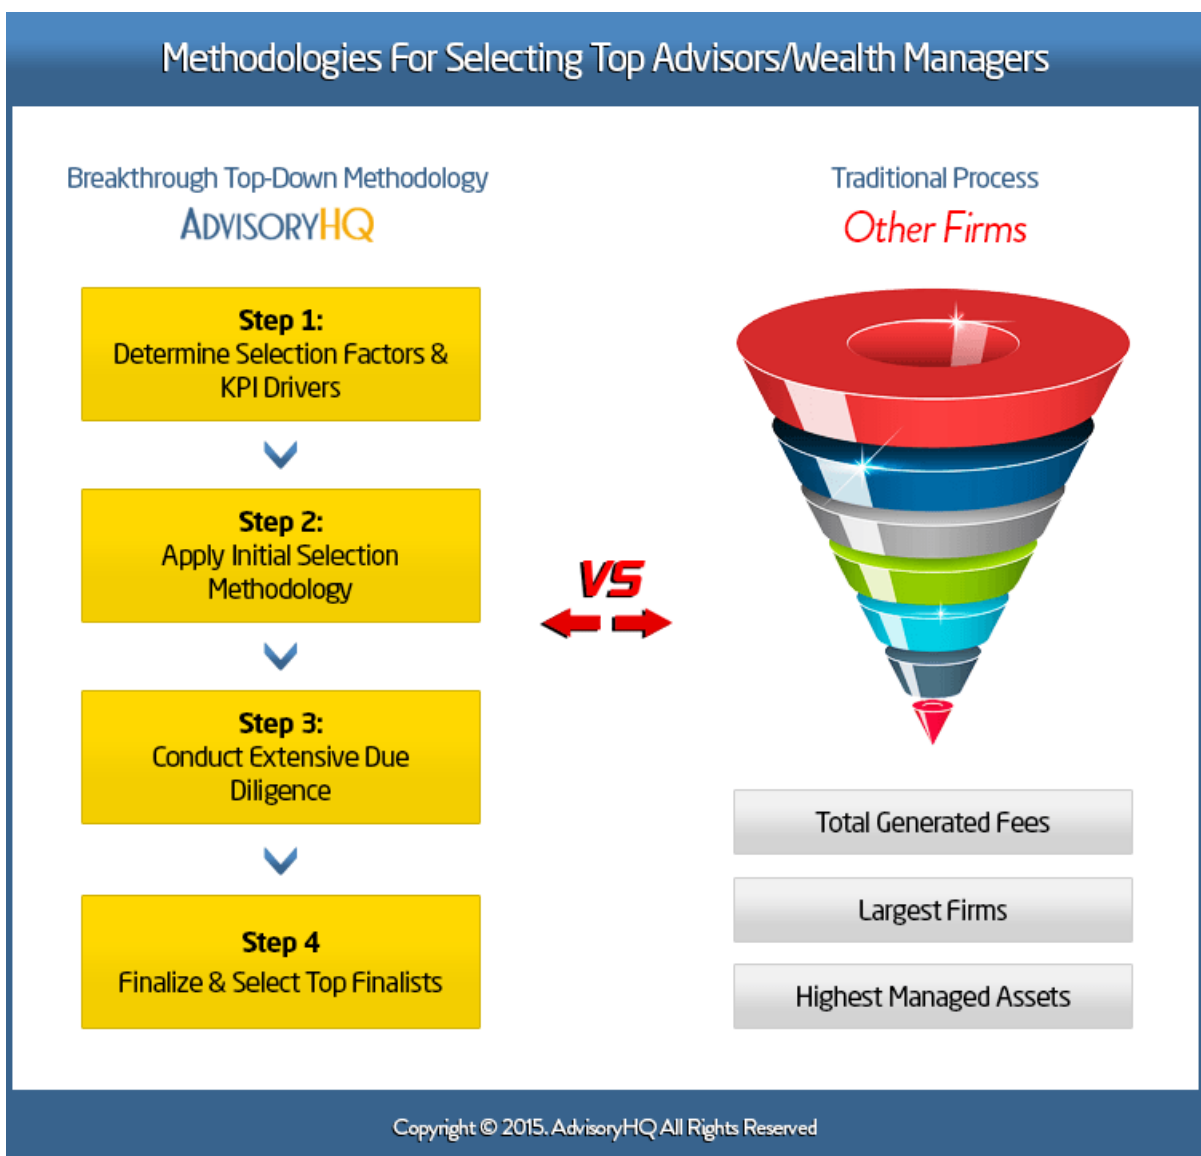 Methodologies For Selecting Top Advisors/Wealth Managers
Breakthrough Top-Down Methodology
ADVISORYHQ
Step 1:
Determine Selection Factors &
KPI Drivers
Step 2:
Apply Initial Selection
Methodology
Step 3:
Conduct Extensive Due
Diligence
Step 4
Finalize & Select Top Finalists
VS
Traditional Process
Other Firms
Total Generated Fees
Largest Firms
Highest Managed Assets
Copyright © 2015. AdvisoryHQ All Rights Reserved